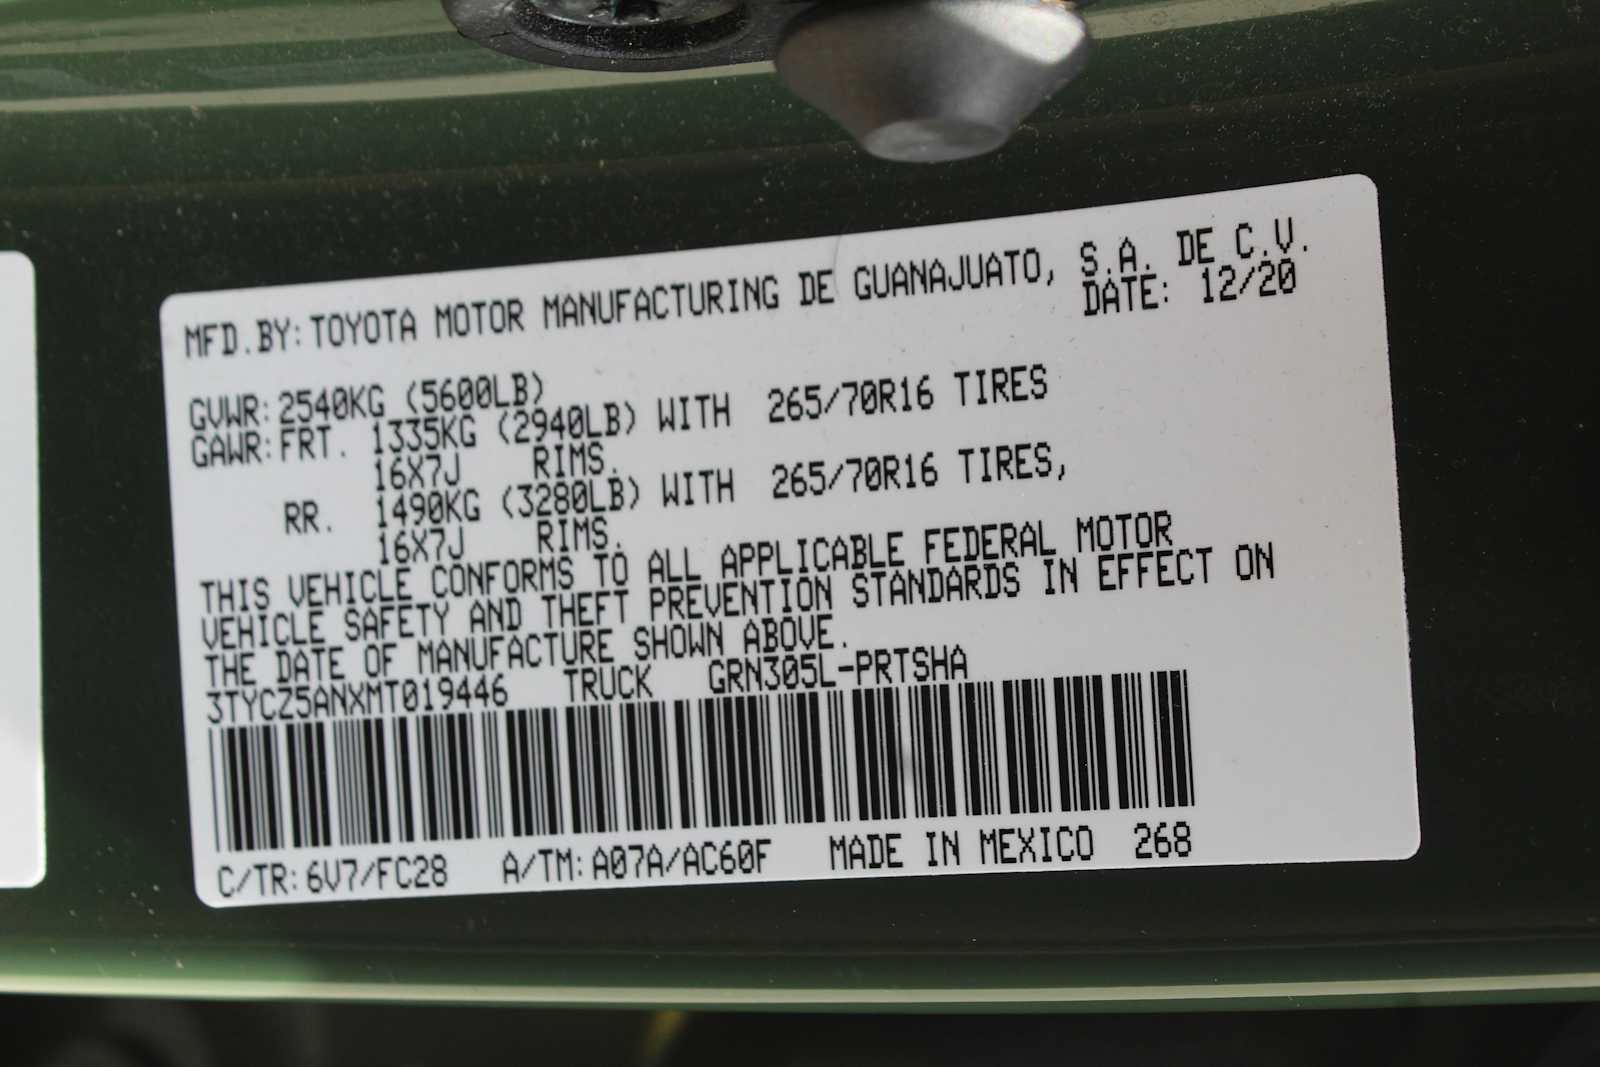 MFD.BY: TOYOTA MOTOR MANUFACTURING DE GUANAJUATO, S.A. DE C.V.
DATE: 12/20
GVWR: 2540KG (5600LB)
GAWR: FRT. 1335KG (2940LB) WITH 265/70R16 TIRES
16X7J RIMS.
RR. 1490KG (3280LB) WITH 265/70R16 TIRES,
16X7J RIMS.
THIS VEHICLE CONFORMS TO ALL APPLICABLE FEDERAL MOTOR
VEHICLE SAFETY AND THEFT PREVENTION STANDARDS IN EFFECT ON
THE DATE OF MANUFACTURE SHOWN ABOVE.
3TYCZ5ANXMT019446 TRUCK GRN305L-PRTSHA
C/TR: 6V7/FC28 A/TM: A07A/AC60F MADE IN MEXICO 268